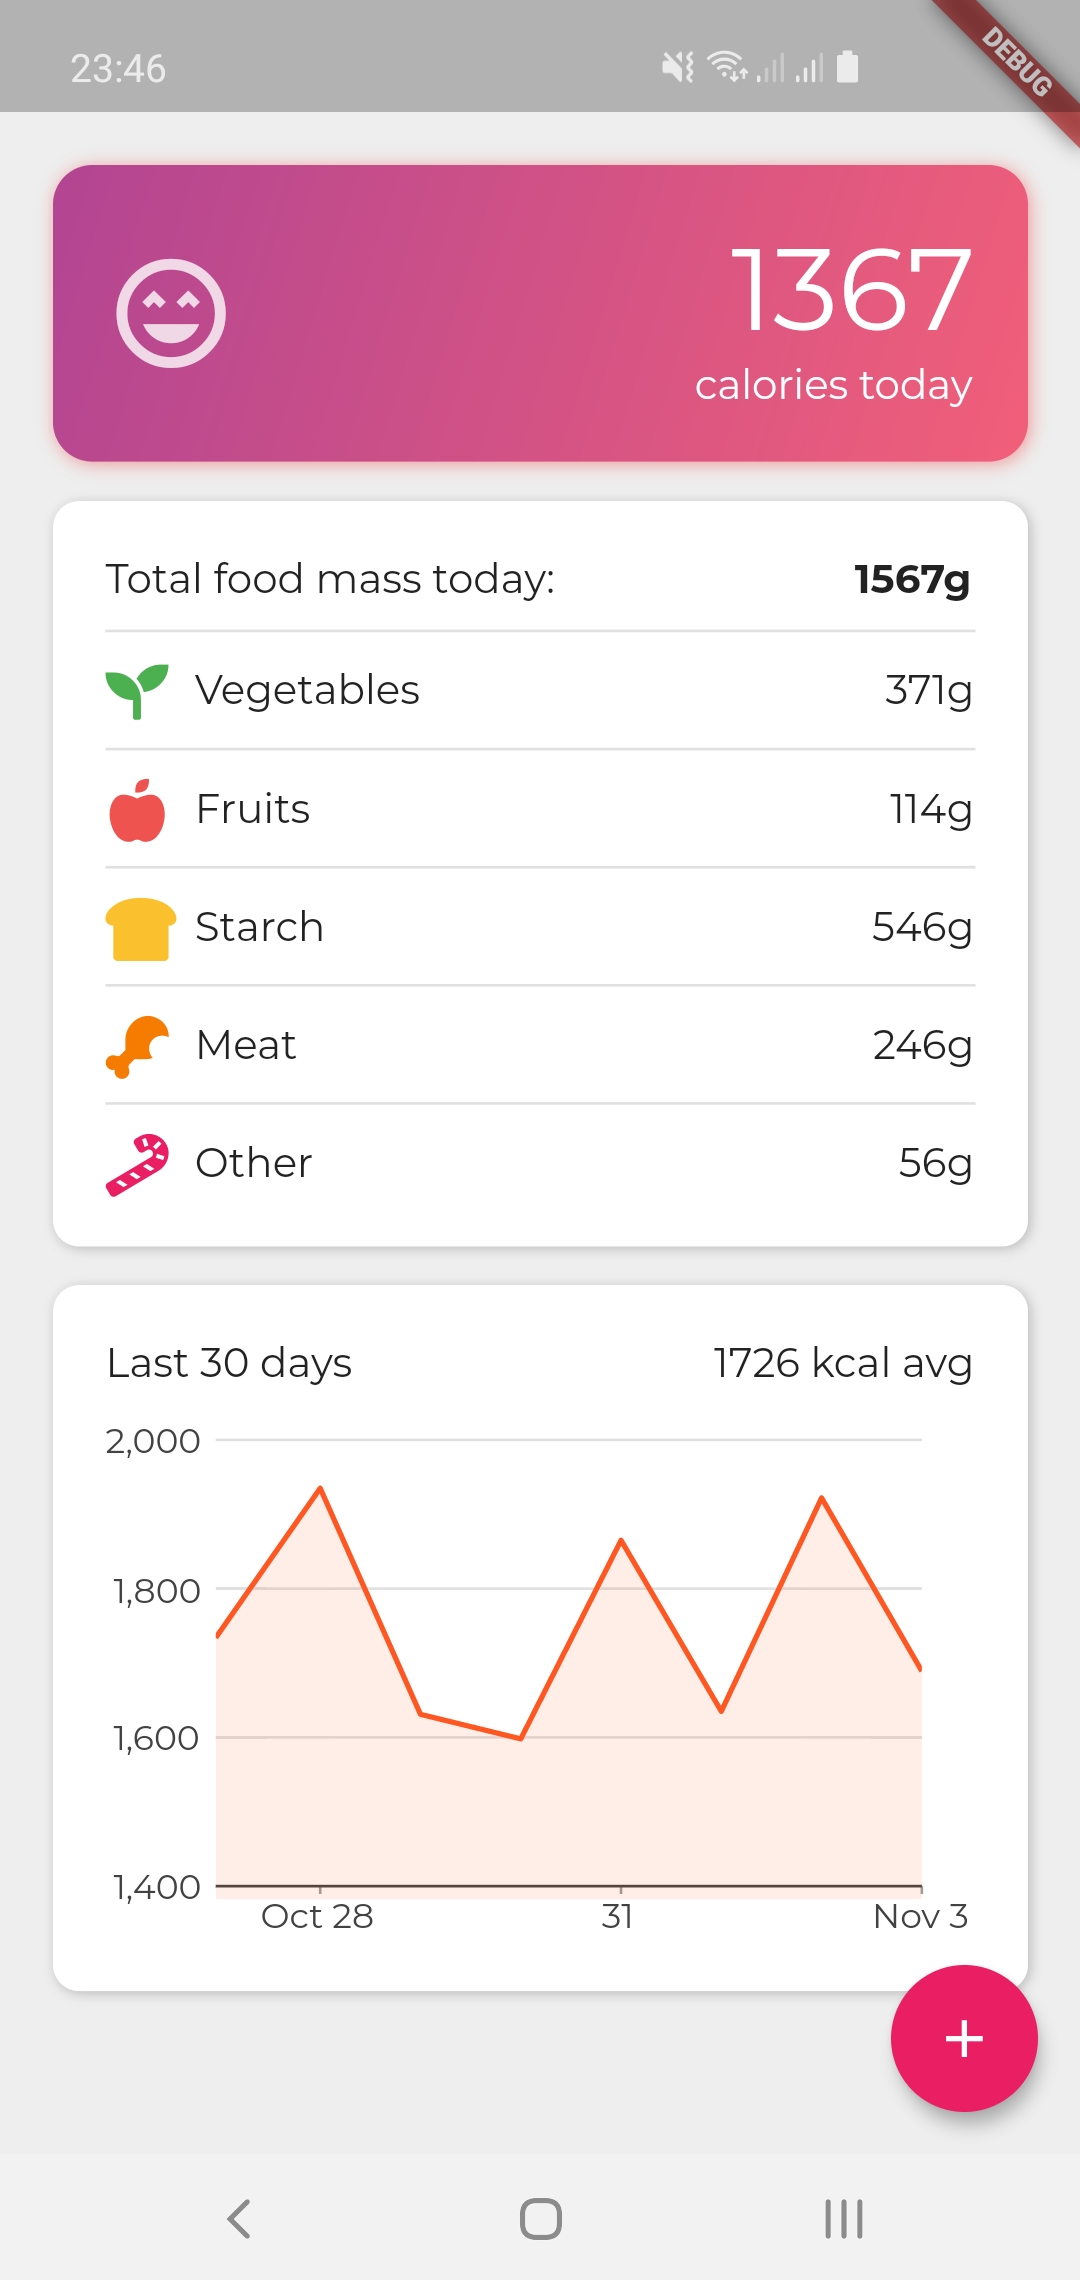 23:46
DEBUG
1367
calories today
Total food mass today: 1567g
Vegetables 371g
Fruits 114g
Starch 546g
Meat 246g
Other 56g
Last 30 days 1726 kcal avg
2,000
1,800
1,600
1,400
Oct 28 31 Nov 3